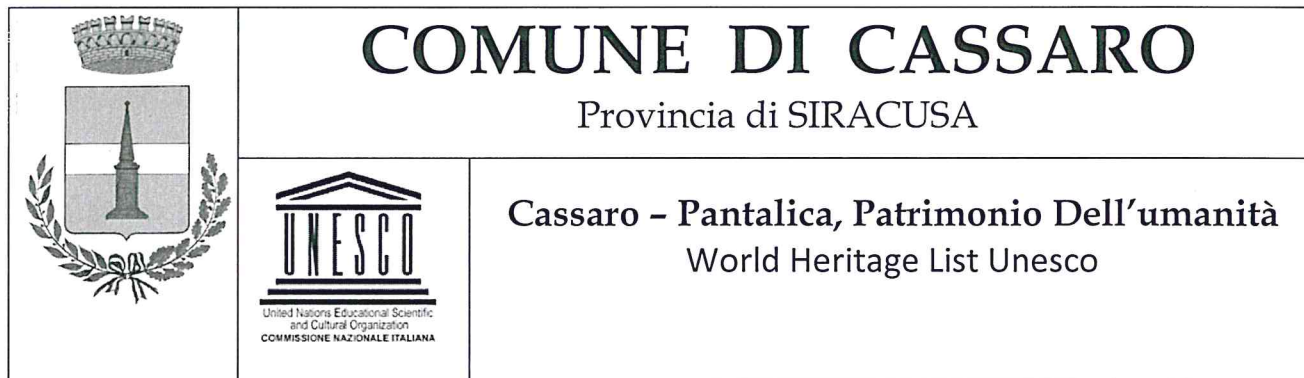 COMUNE DI CASSARO
Provincia di SIRACUSA
UNESCO
United Nations Educational Scientific
and Cultural Organization
COMMISSIONE NAZIONALE ITALIANA
Cassaro – Pantalica, Patrimonio Dell'umanità
World Heritage List Unesco